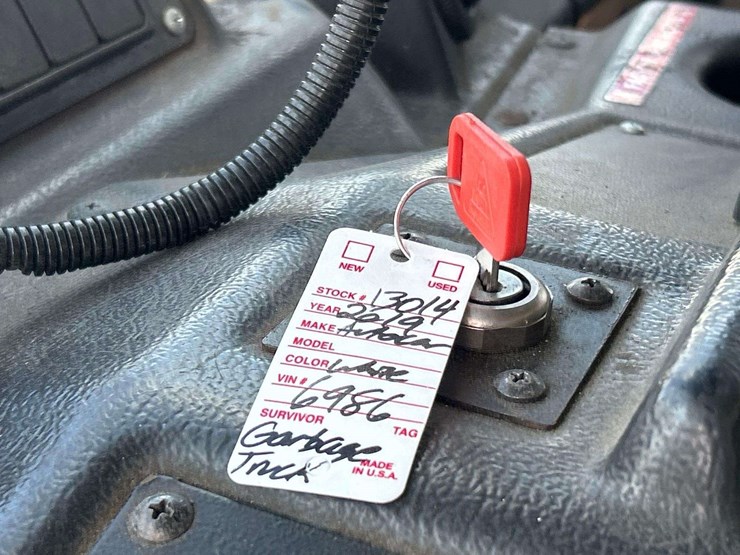 NEW USED
STOCK # 13014
YEAR 2019
MAKE Autocar
MODEL
COLOR White
VIN # 6986
SURVIVOR TAG
Garbage
Truck
MADE
IN U.S.A.